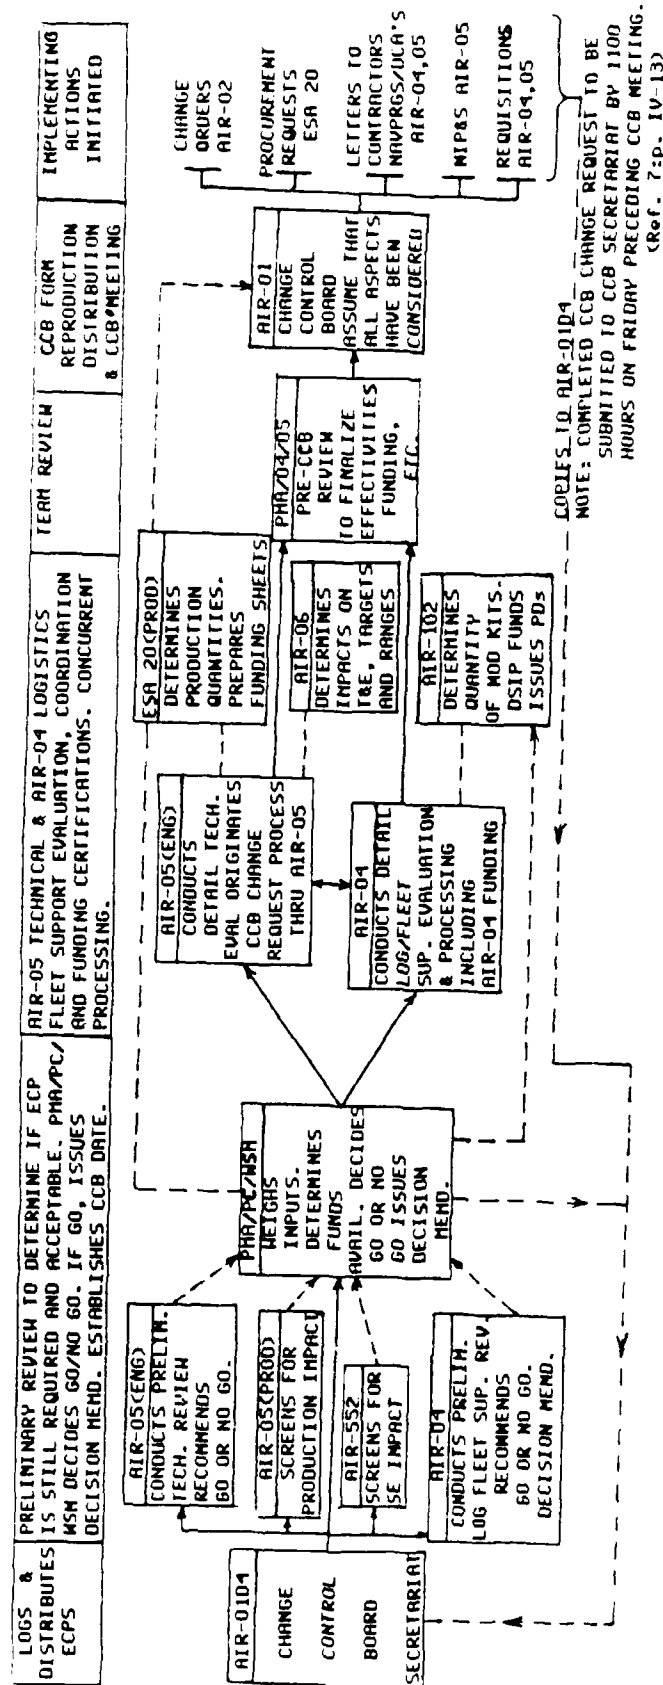 LOGS &
DISTRIBUTES
ECPS
PRELIMINARY REVIEW TO DETERMINE IF ECP
IS STILL REQUIRED AND ACCEPTABLE. PMA/PC/
WSM DECIDES GO/NO GO. IF GO, ISSUES
DECISION MEMD. ESTABLISHES CCB DATE.
AIR-05 TECHNICAL & AIR-04 LOGISTICS
FLEET SUPPORT EVALUATION, COORDINATION
AND FUNDING CERTIFICATIONS. CONCURRENT
PROCESSING.
TEAM REVIEW
CCB FORM
REPRODUCTION
DISTRIBUTION
& CCB*MEETING
IMPLEMENTING
ACTIONS
INITIATED
AIR-01D4
CHANGE
CONTROL
BOARD
SECRETARIAT
AIR-05(ENG)
CONDUCTS PRELIM.
TECH. REVIEW
RECOMMENDS
GO OR NO GO.
AIR-05(PROD)
SCREENS FOR
PRODUCTION IMPACT
AIR-552
SCREENS FOR
SE IMPACT
AIR-04
CONDUCTS PRELIM.
LOG FLEET SUP. REV.
RECOMMENDS
GO OR NO GO.
DECISION MEMD.
PMA/PC/WSM
WEIGHS
INPUTS.
DETERMINES
FUNDS
AVAIL. DECIDES
GO OR NO
GO ISSUES
DECISION
MEMD.
AIR-05(ENG)
CONDUCTS
DETAIL TECH.
EVAL ORIGINATES
CCB CHANGE
REQUEST PROCESS
THRU AIR-05
AIR-04
CONDUCTS DETAIL
LOG/FLEET
SUP. EVALUATION
& PROCESSING
INCLUDING
AIR-04 FUNDING
ESA 20(PROD)
DETERMINES
PRODUCTION
QUANTITIES.
PREPARES
FUNDING SHEETS
AIR-06
DETERMINES
IMPACTS ON
T&E, TARGETS
AND RANGES
AIR-102
DETERMINES
QUANTITY
OF MOD KITS.
DSIP FUNDS
ISSUES PDs
PMA/04/05
PRE-CCB
REVIEW
TO FINALIZE
EFFECTIVITIES
FUNDING,
ETC.
AIR-01
CHANGE
CONTROL
BOARD
ASSUME THAT
ALL ASPECTS
HAVE BEEN
CONSIDERED
CHANGE
ORDERS
AIR-02
PROCUREMENT
REQUESTS
ESA 20
LETTERS TO
CONTRACTORS
NAVPRGS/UCA'S
AIR-04,05
MIP&S AIR-05
REQUISITIONS
AIR-04,05
COPIES TO AIR-01D4
NOTE: COMPLETED CCB CHANGE REQUEST TO BE
SUBMITTED TO CCB SECRETARIAT BY 1100
HOURS ON FRIDAY PRECEDING CCB MEETING.
(Ref. 7:p. IV-13)